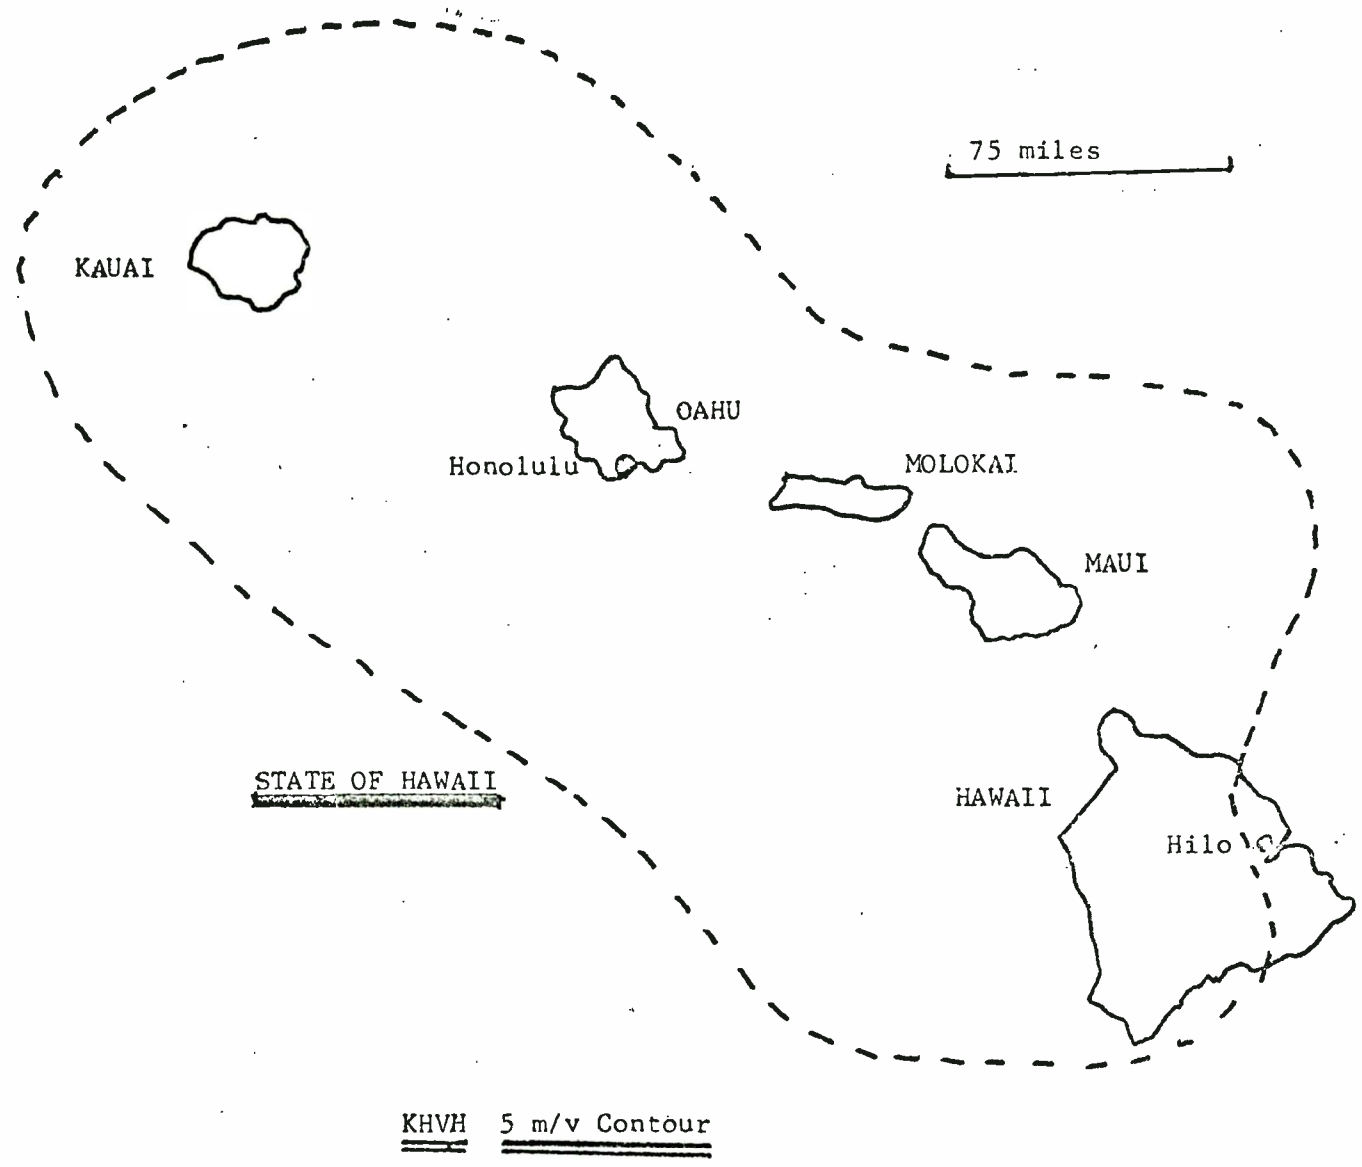 75 miles
KAUAI
OAHU
Honolulu
MOLOKAI
MAUI
STATE OF HAWAII
HAWAII
Hilo
KHVH 5 m/v Contour